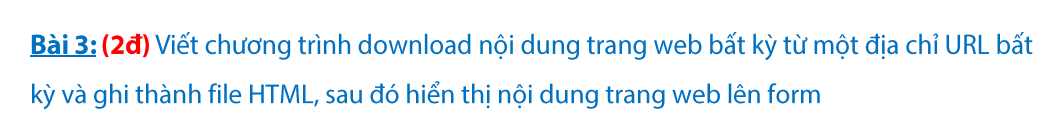 Bài 3: (2đ) Viết chương trình download nội dung trang web bất kỳ từ một địa chỉ URL bất
kỳ và ghi thành file HTML, sau đó hiển thị nội dung trang web lên form